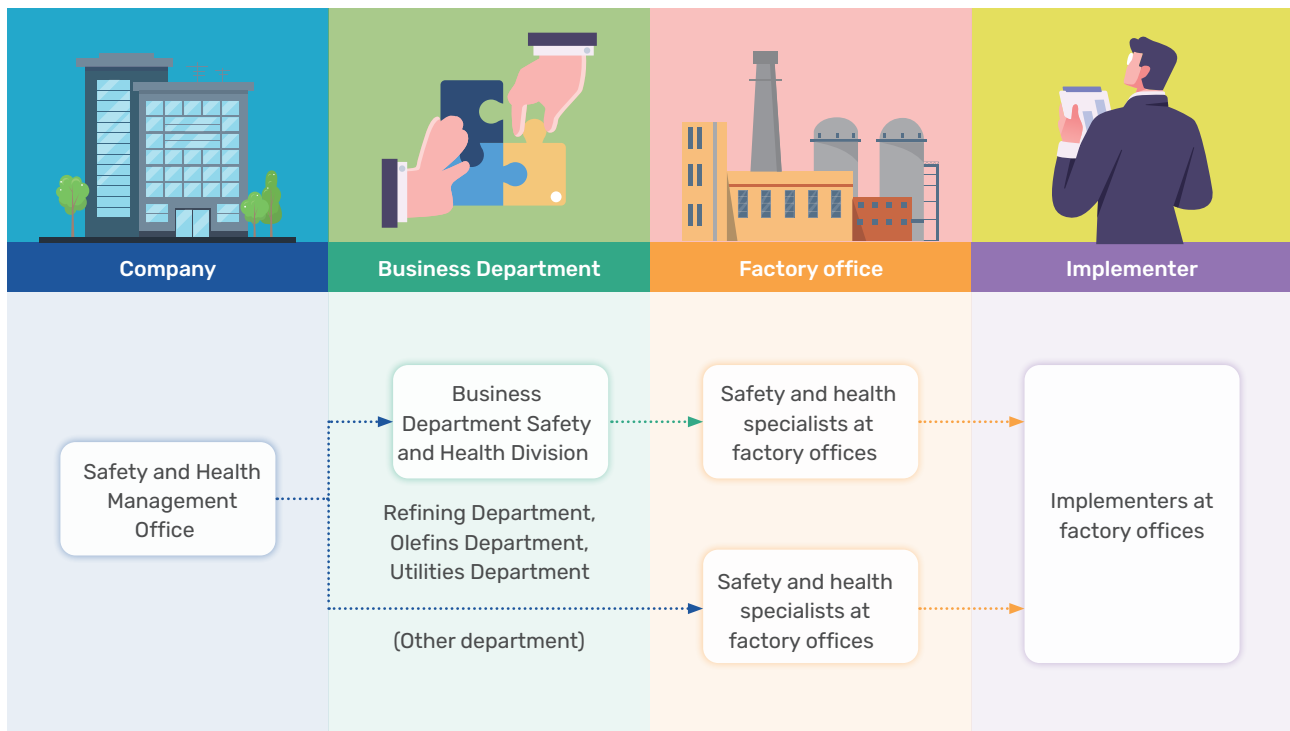 Company
Business Department
Factory office
Implementer
Safety and Health
Management
Office
Business
Department Safety
and Health Division
Refining Department,
Olefins Department,
Utilities Department
(Other department)
Safety and health
specialists at
factory offices
Safety and health
specialists at
factory offices
Implementers at
factory offices